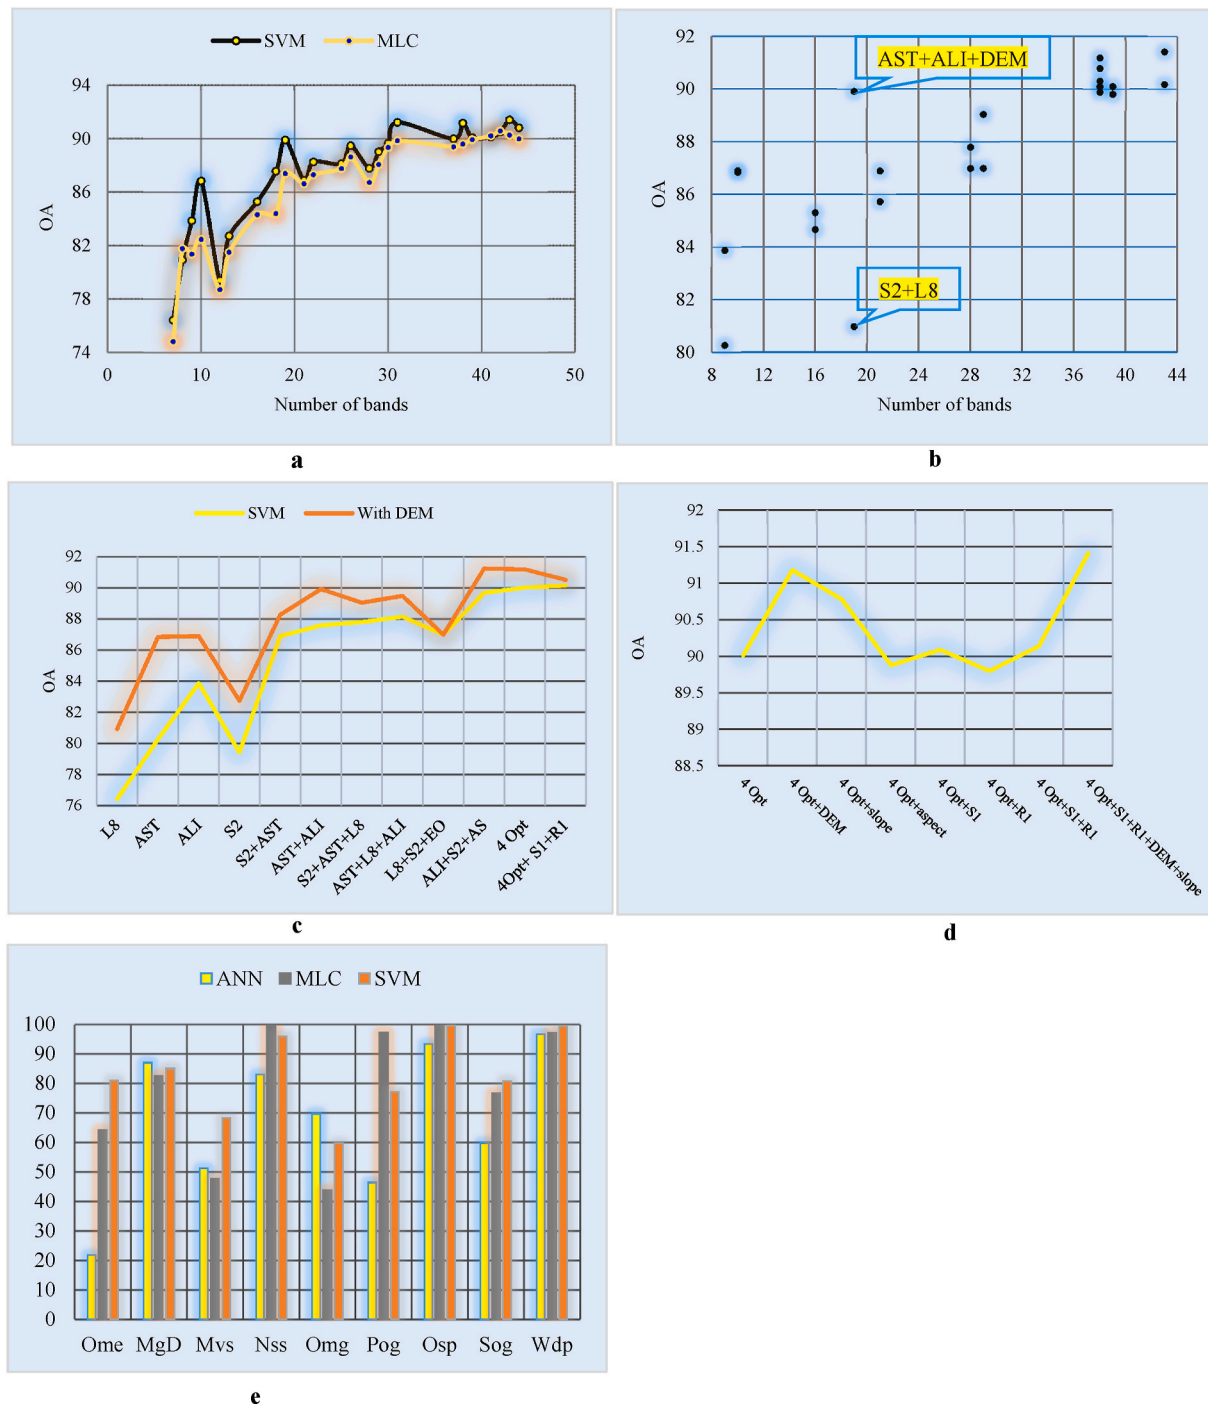 SVM MLC
94
90
86
82
78
74
OA
0 10 20 30 40 50
Number of bands
a
92
90
88
86
84
82
80
OA
AST+ALI+DEM
S2+L8
8 12 16 20 24 28 32 36 40 44
Number of bands
b
SVM With DEM
92
90
88
86
84
82
80
78
76
OA
L8 AST ALI S2 S2+AST AST+ALI S2+AST+L8 AST+L8+ALI L8+S2+EO ALI+S2+AS 4 Opt 4Opt+ S1+R1
c
92
91.5
91
90.5
90
89.5
89
88.5
OA
4 Opt 4 Opt+DEM 4 Opt+slope 4 Opt+aspect 4 Opt+S1 4 Opt+R1 4 Opt+S1+R1 4 Opt+S1+R1+DEM+slope
d
ANN MLC SVM
100
90
80
70
60
50
40
30
20
10
0
Ome MgD Mvs Nss Omg Pog Osp Sog Wdp
e